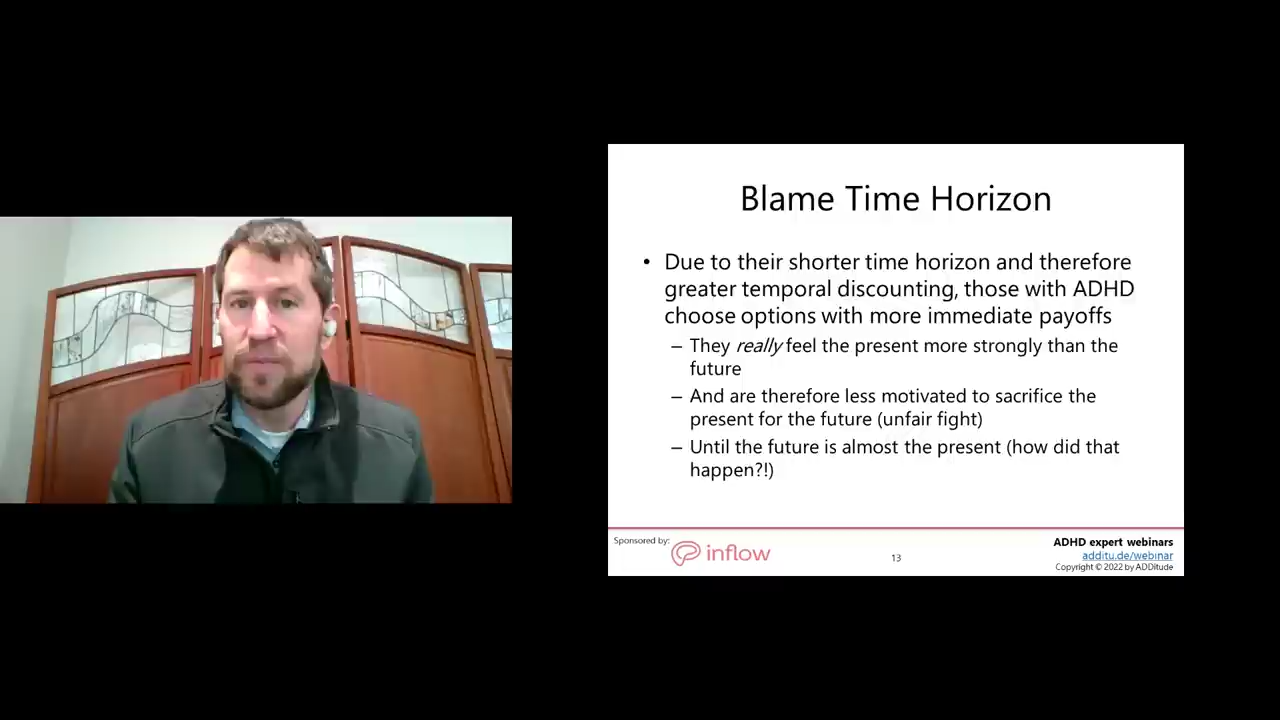 Blame Time Horizon
• Due to their shorter time horizon and therefore
greater temporal discounting, those with ADHD
choose options with more immediate payoffs
– They really feel the present more strongly than the
future
– And are therefore less motivated to sacrifice the
present for the future (unfair fight)
– Until the future is almost the present (how did that
happen?!)
Sponsored by:
inflow
13
ADHD expert webinars
additu.de/webinar
Copyright © 2022 by ADDitude